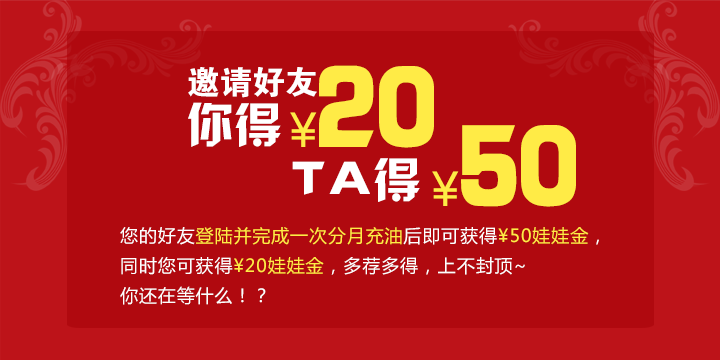 邀请好友
你得¥20
TA得¥50
您的好友登陆并完成一次分月充油后即可获得¥50娃娃金，
同时您可获得¥20娃娃金，多荐多得，上不封顶~
你还在等什么！？